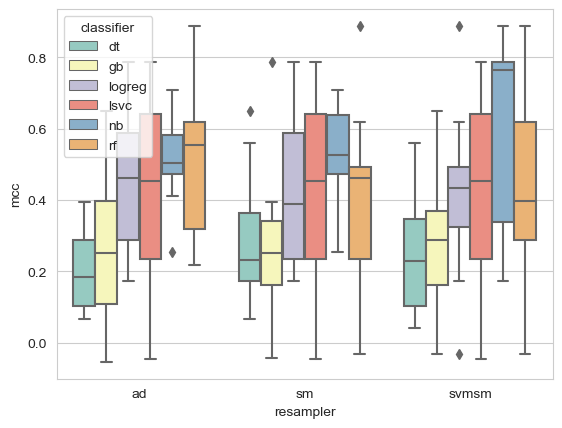 classifier
dt
gb
logreg
lsvc
nb
rf
0.8
0.6
0.4
0.2
0.0
mcc
ad sm svmsm
resampler